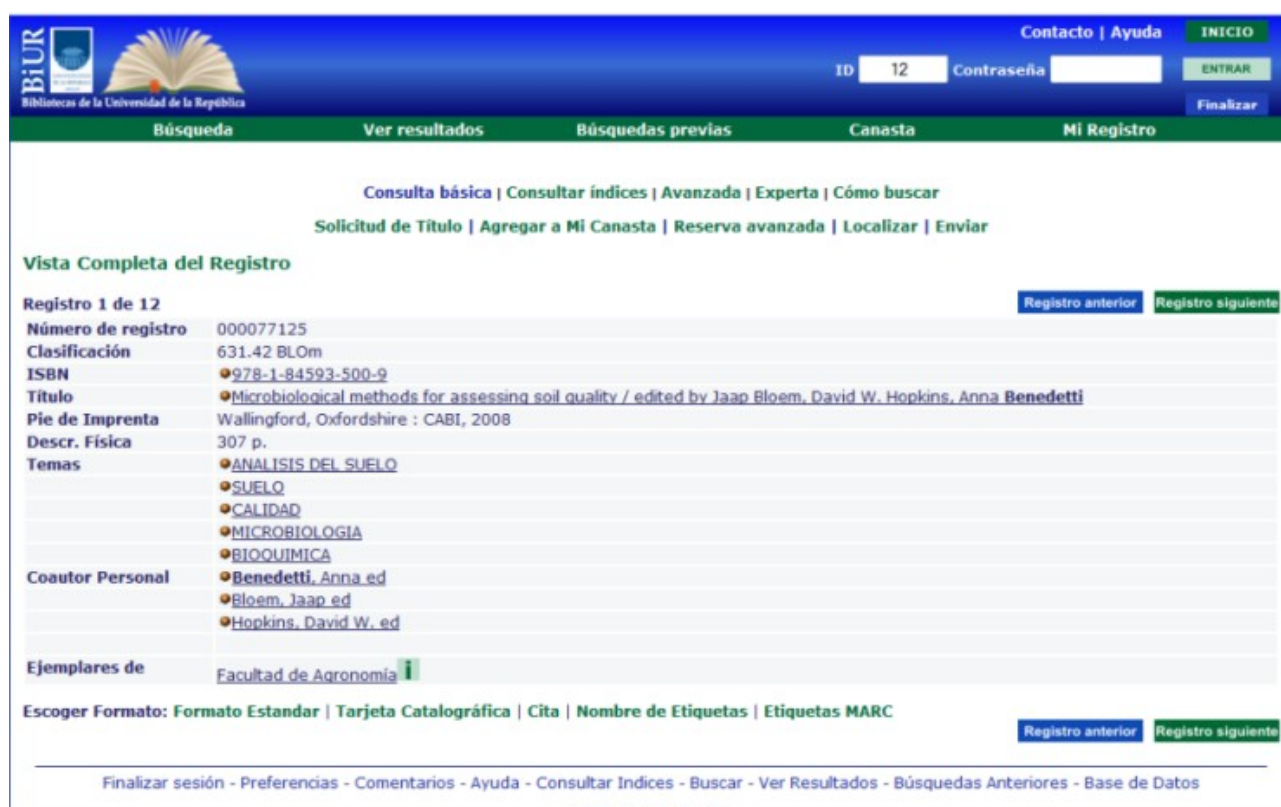 BiUR
Bibliotecas de la Universidad de la República
Contacto | Ayuda INICIO
ID 12 Contraseña ENTRAR
Finalizar
Búsqueda Ver resultados Búsquedas previas Canasta Mi Registro
Consulta básica | Consultar índices | Avanzada | Experta | Cómo buscar
Solicitud de Título | Agregar a Mi Canasta | Reserva avanzada | Localizar | Enviar
Vista Completa del Registro
Registro 1 de 12 Registro anterior Registro siguiente
Número de registro 000077125
Clasificación 631.42 BLOm
ISBN 978-1-84593-500-9
Título Microbiological methods for assessing soil quality / edited by Jaap Bloem, David W. Hopkins, Anna Benedetti
Pie de Imprenta Wallingford, Oxfordshire : CABI, 2008
Descr. Física 307 p.
Temas ANALISIS DEL SUELO
SUELO
CALIDAD
MICROBIOLOGIA
BIOQUIMICA
Coautor Personal Benedetti, Anna ed
Bloem, Jaap ed
Hopkins, David W. ed
Ejemplares de Facultad de Agronomía i
Escoger Formato: Formato Estandar | Tarjeta Catalográfica | Cita | Nombre de Etiquetas | Etiquetas MARC
Registro anterior Registro siguiente
Finalizar sesión - Preferencias - Comentarios - Ayuda - Consultar Indices - Buscar - Ver Resultados - Búsquedas Anteriores - Base de Datos